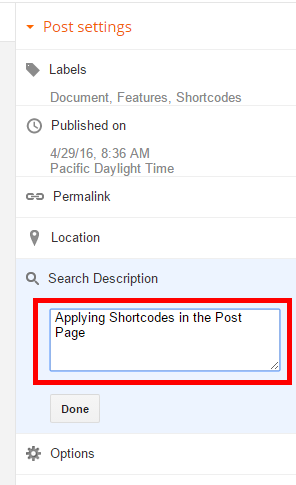 Post settings
Labels
Document, Features, Shortcodes
Published on
4/29/16, 8:36 AM
Pacific Daylight Time
Permalink
Location
Search Description
Applying Shortcodes in the Post
Page
Done
Options